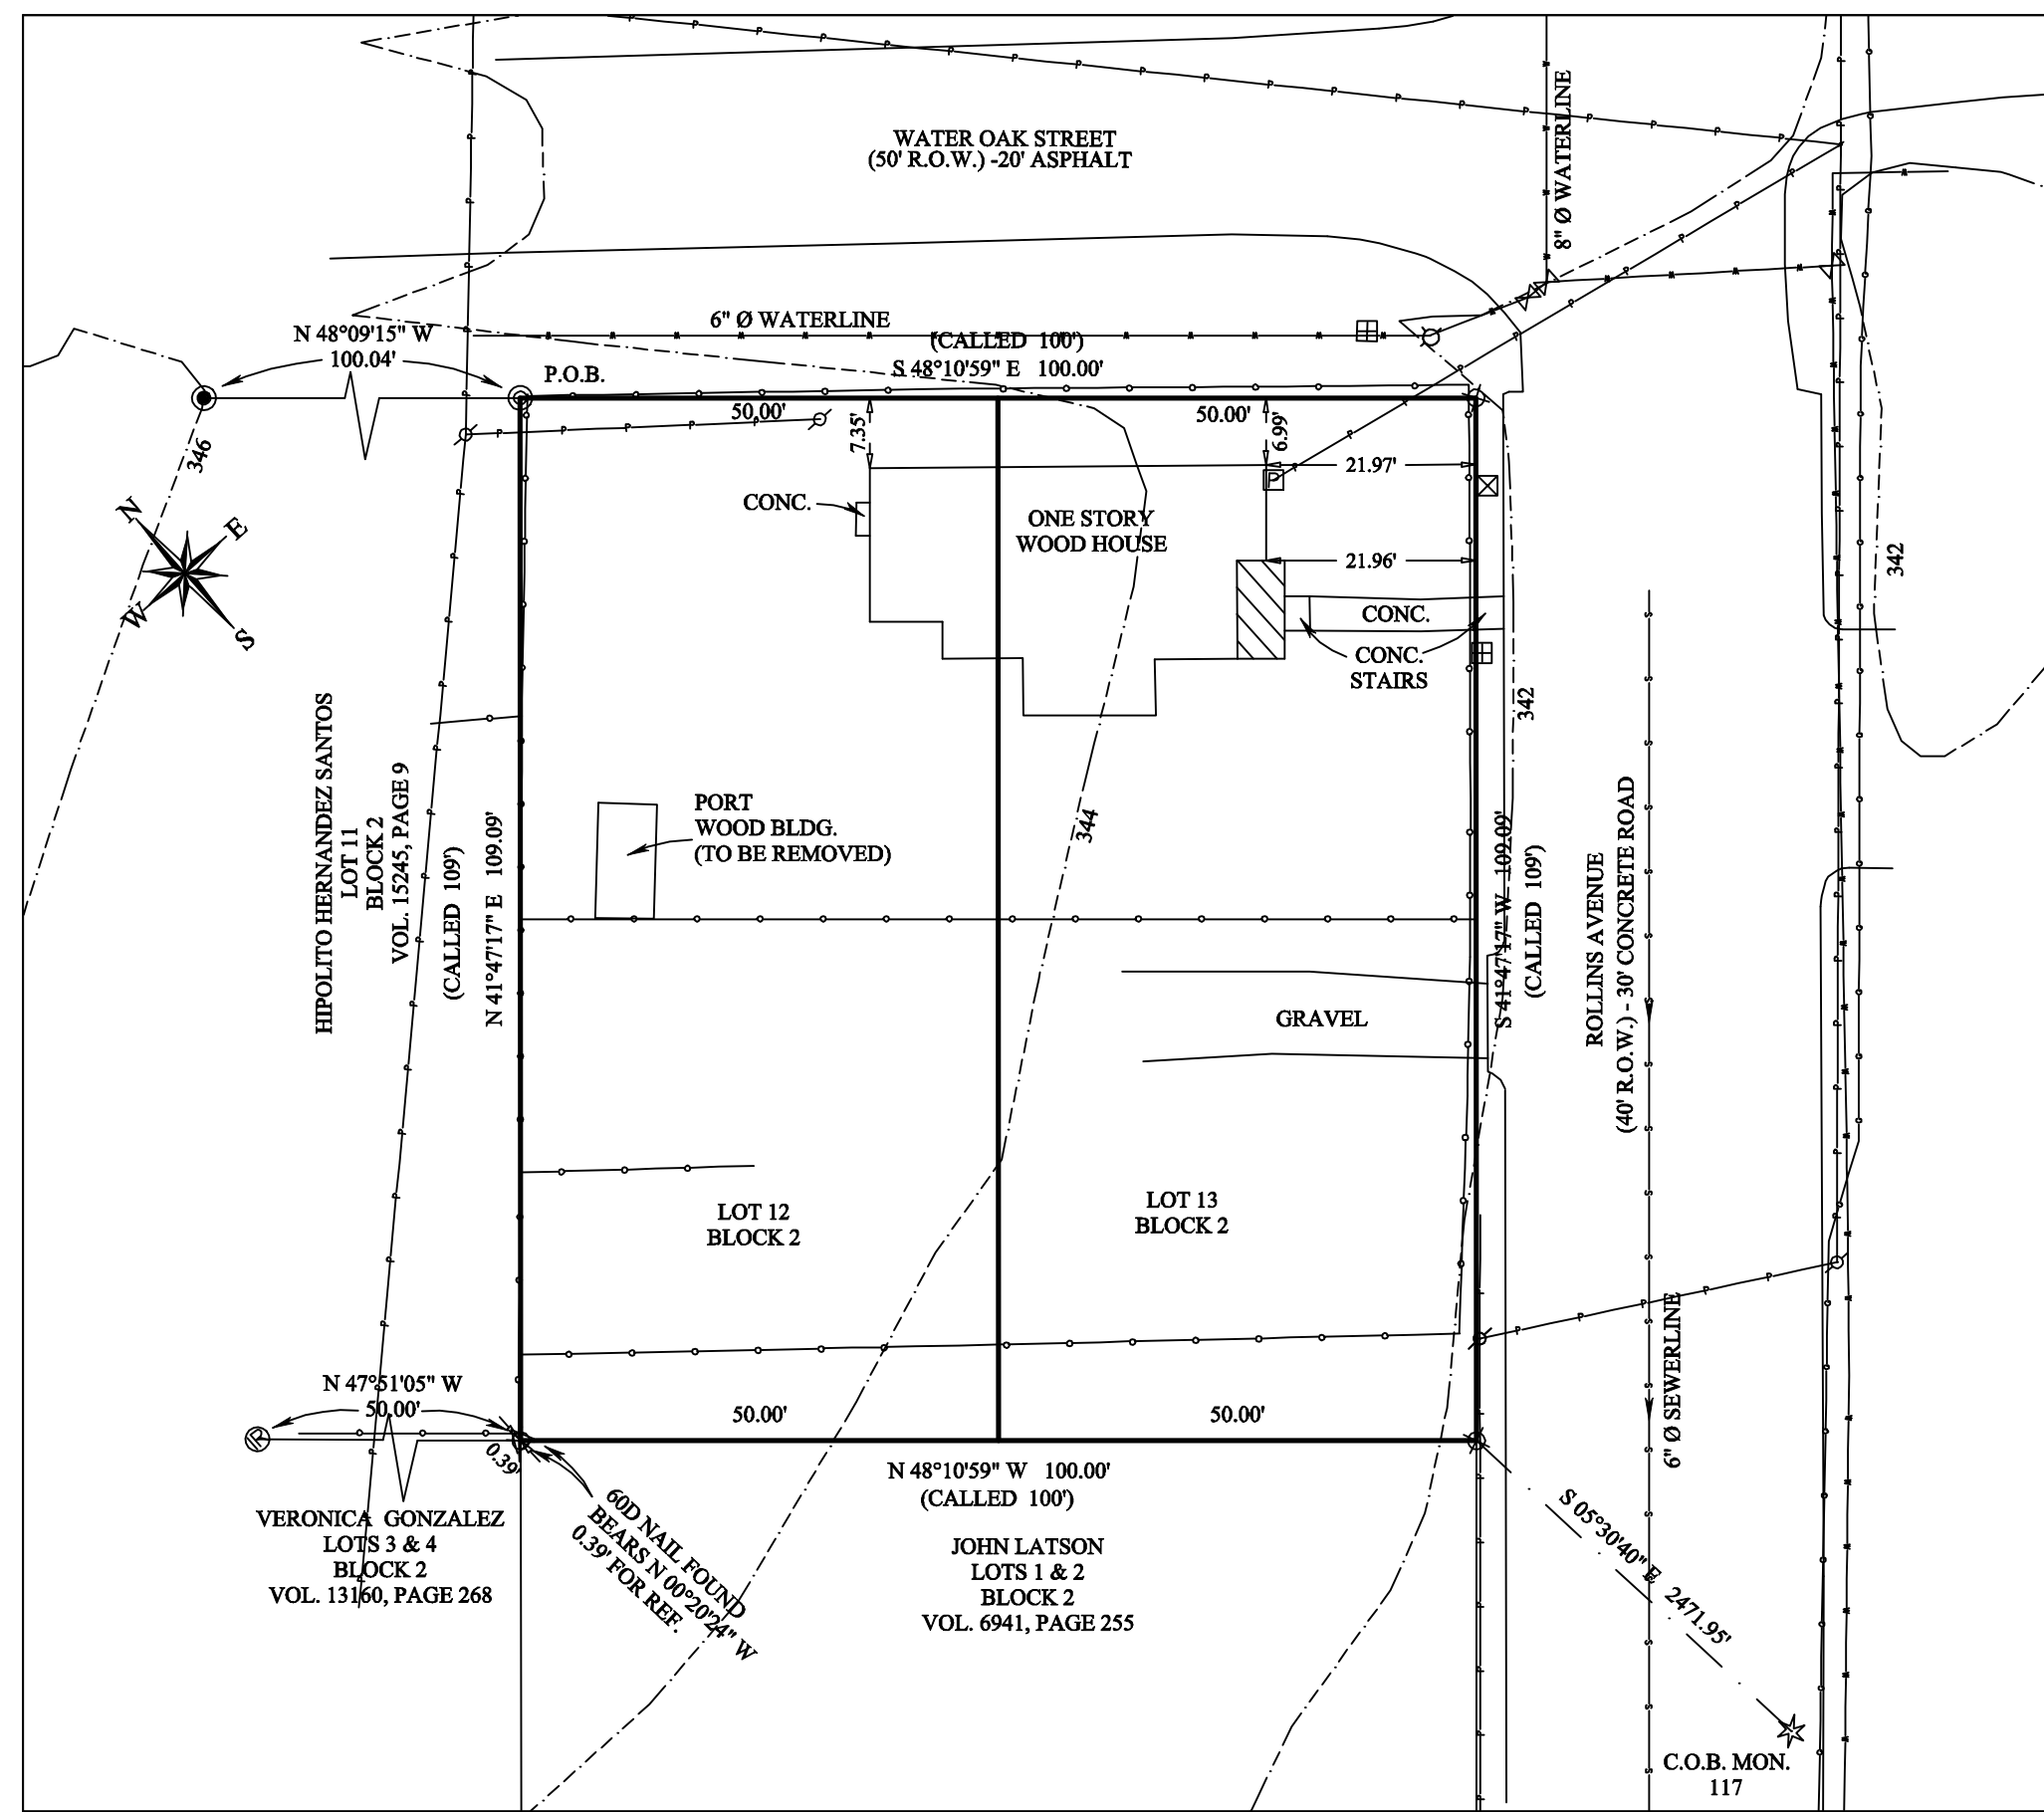 WATER OAK STREET
(50' R.O.W.) -20' ASPHALT
8" Ø WATERLINE
6" Ø WATERLINE
N 48°09'15" W
100.04'
(CALLED 100')
S 48°10'59" E 100.00'
P.O.B.
50.00'
50.00'
7.35'
6.99'
346
21.97'
P
CONC.
ONE STORY
WOOD HOUSE
21.96'
N
E
W
S
CONC.
CONC.
STAIRS
342
342
HIPOLITO HERNANDEZ SANTOS
LOT 11
BLOCK 2
VOL. 15245, PAGE 9
(CALLED 109')
N 41°47'17" E 109.09'
PORT
WOOD BLDG.
(TO BE REMOVED)
344
S 41°47'17" W 109.09'
(CALLED 109')
ROLLINS AVENUE
(40' R.O.W.) - 30' CONCRETE ROAD
GRAVEL
LOT 12
BLOCK 2
LOT 13
BLOCK 2
6" Ø SEWERLINE
N 47°51'05" W
50.00'
50.00'
50.00'
0.39'
N 48°10'59" W 100.00'
(CALLED 100')
60D NAIL FOUND
BEARS N 00°20'24" W
0.39' FOR REF.
VERONICA GONZALEZ
LOTS 3 & 4
BLOCK 2
VOL. 13160, PAGE 268
JOHN LATSON
LOTS 1 & 2
BLOCK 2
VOL. 6941, PAGE 255
S 05°30'40" E 2471.95'
C.O.B. MON.
117